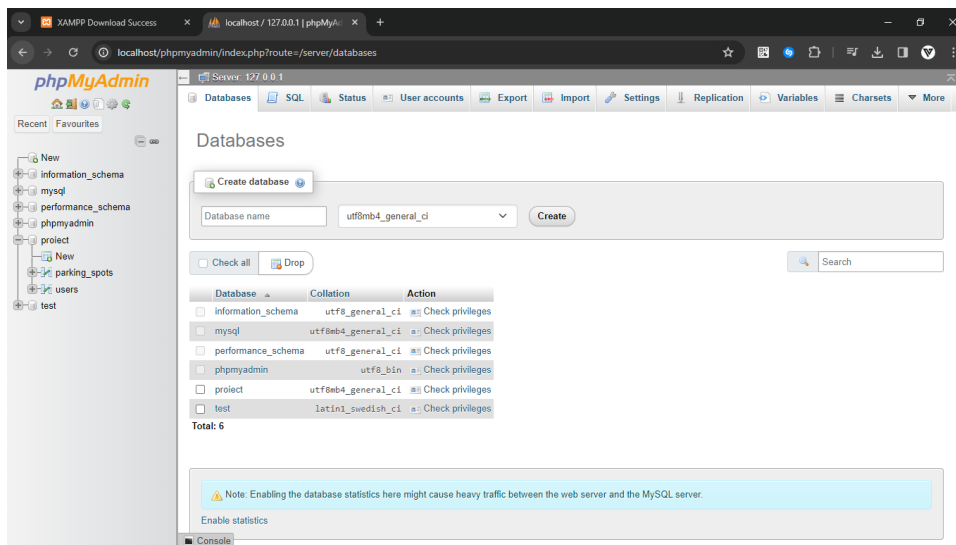 XAMPP Download Success
localhost / 127.0.0.1 | phpMyAd
localhost/phpmyadmin/index.php?route=/server/databases
phpMyAdmin
Recent Favourites
New
information_schema
mysql
performance_schema
phpmyadmin
proiect
New
parking_spots
users
test
Server: 127.0.0.1
Databases SQL Status User accounts Export Import Settings Replication Variables Charsets More
Databases
Create database
Database name utf8mb4_general_ci Create
Check all Drop Search
Database Collation Action
information_schema utf8_general_ci Check privileges
mysql utf8mb4_general_ci Check privileges
performance_schema utf8_general_ci Check privileges
phpmyadmin utf8_bin Check privileges
proiect utf8mb4_general_ci Check privileges
test latin1_swedish_ci Check privileges
Total: 6
Note: Enabling the database statistics here might cause heavy traffic between the web server and the MySQL server.
Enable statistics
Console